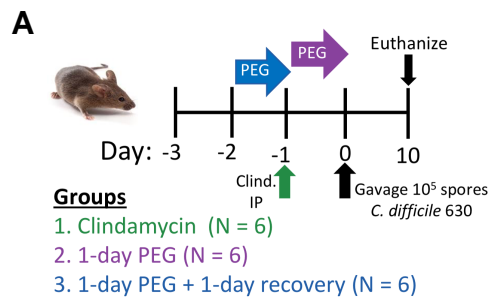 A
Euthanize
PEG
PEG
Day: -3 -2 -1 0 10
Clind.
IP
Gavage 10⁵ spores
C. difficile 630
Groups
1. Clindamycin (N = 6)
2. 1-day PEG (N = 6)
3. 1-day PEG + 1-day recovery (N = 6)